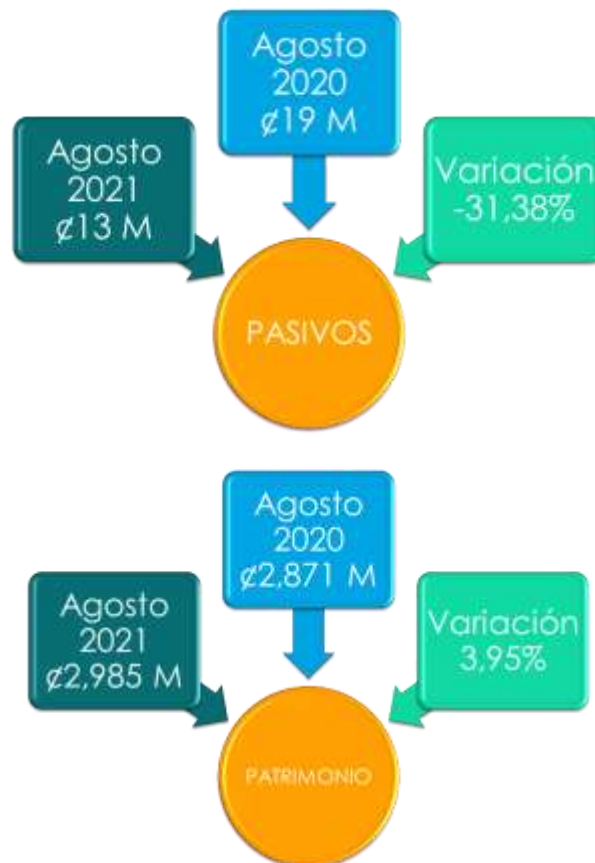 Agosto
2020
₡19 M
Agosto
2021
₡13 M
Variación
-31,38%
PASIVOS
Agosto
2020
₡2,871 M
Agosto
2021
₡2,985 M
Variación
3,95%
PATRIMONIO